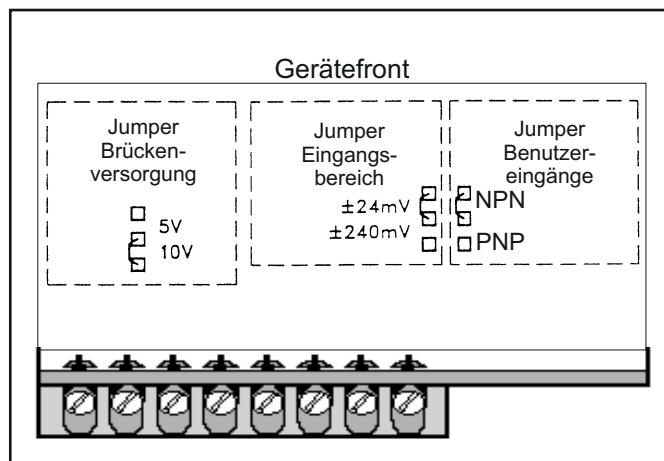 Gerätefront
Jumper
Brücken-
versorgung
5V
10V
Jumper
Eingangs-
bereich
±24mV
±240mV
Jumper
Benutzer-
eingänge
NPN
PNP